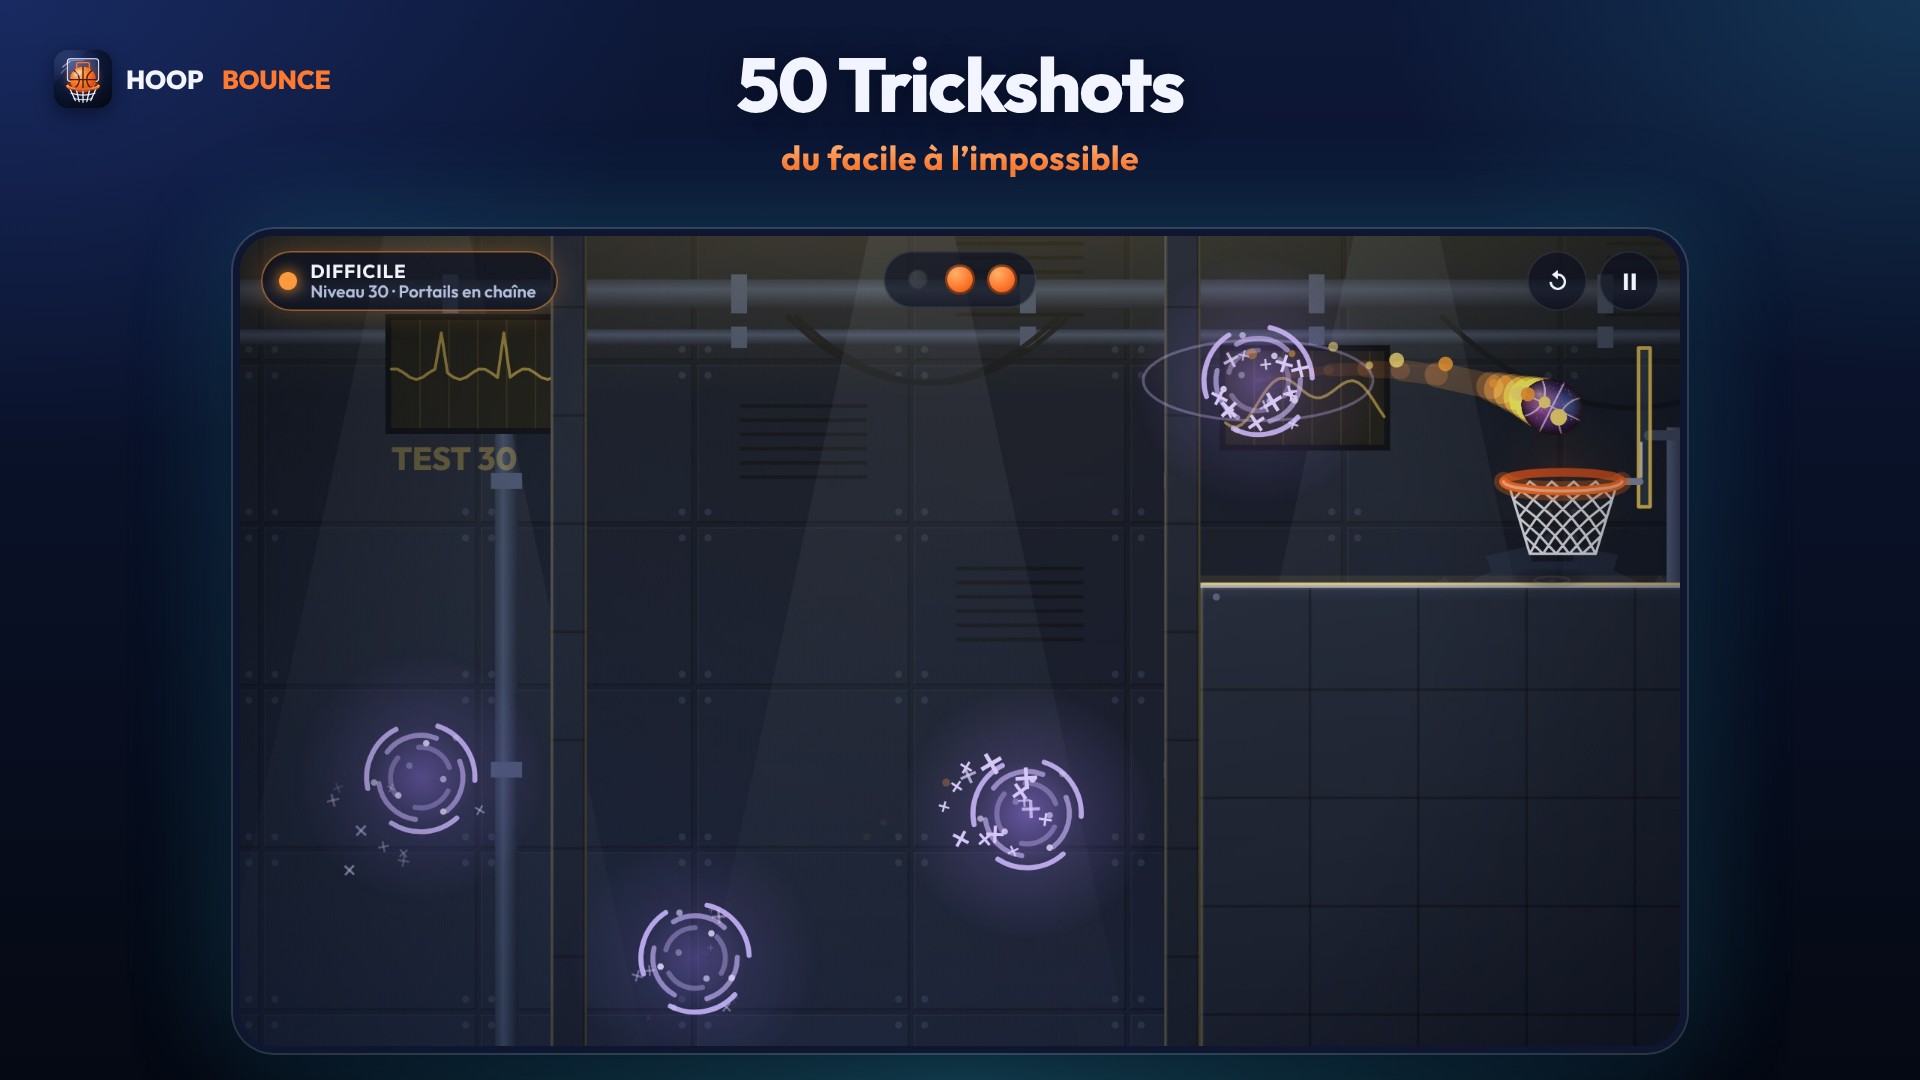 HOOP BOUNCE
50 Trickshots
du facile à l’impossible
DIFFICILE
Niveau 30 · Portails en chaîne
TEST 30